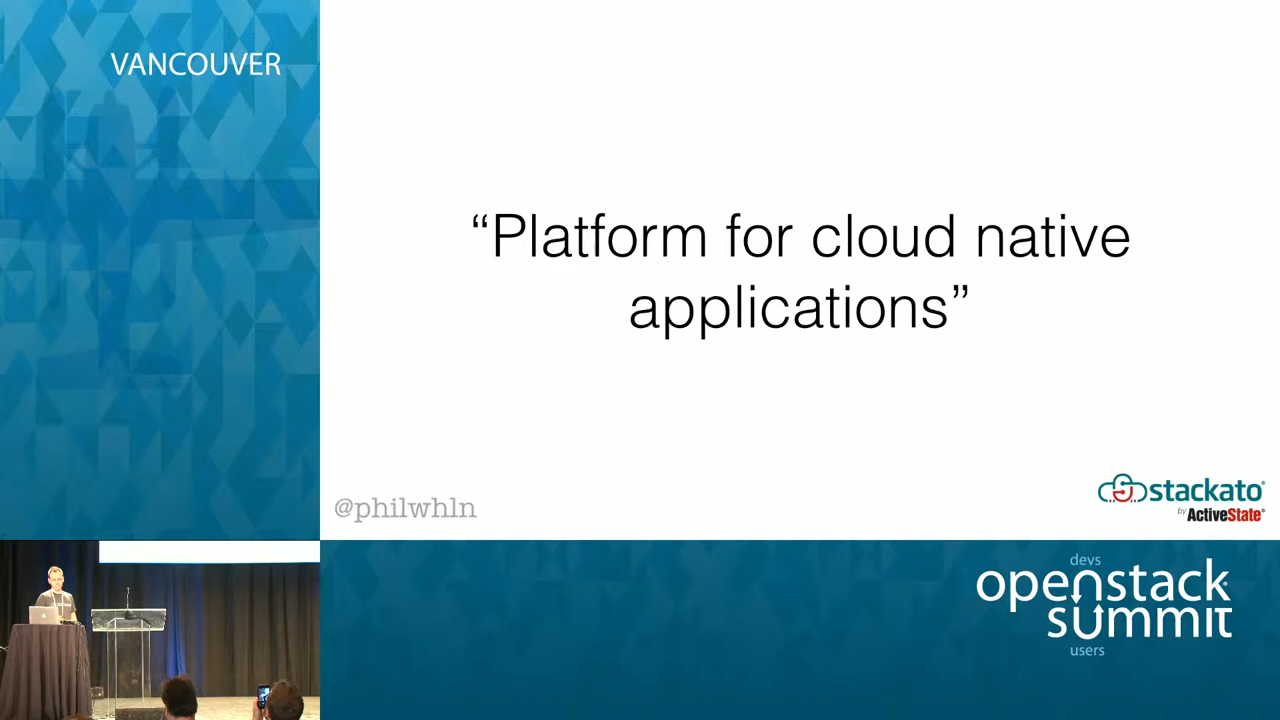 VANCOUVER
“Platform for cloud native
applications”
@philwhln
stackato
by ActiveState
devs
openstack
summit
users